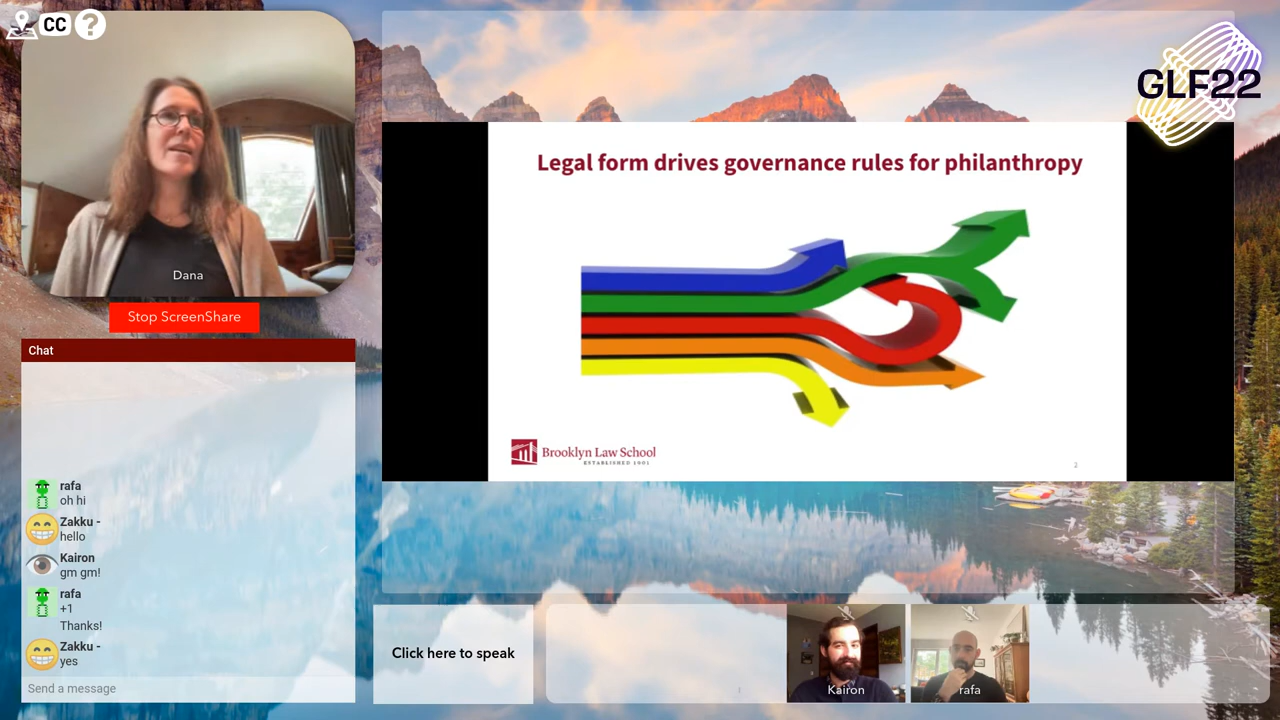 CC
?
GLF22
Dana
Stop ScreenShare
Chat
rafa
oh hi
Zakku -
hello
Kairon
gm gm!
rafa
+1
Thanks!
Zakku -
yes
Send a message
Legal form drives governance rules for philanthropy
Brooklyn Law School
ESTABLISHED 1901
2
Click here to speak
Kairon
rafa